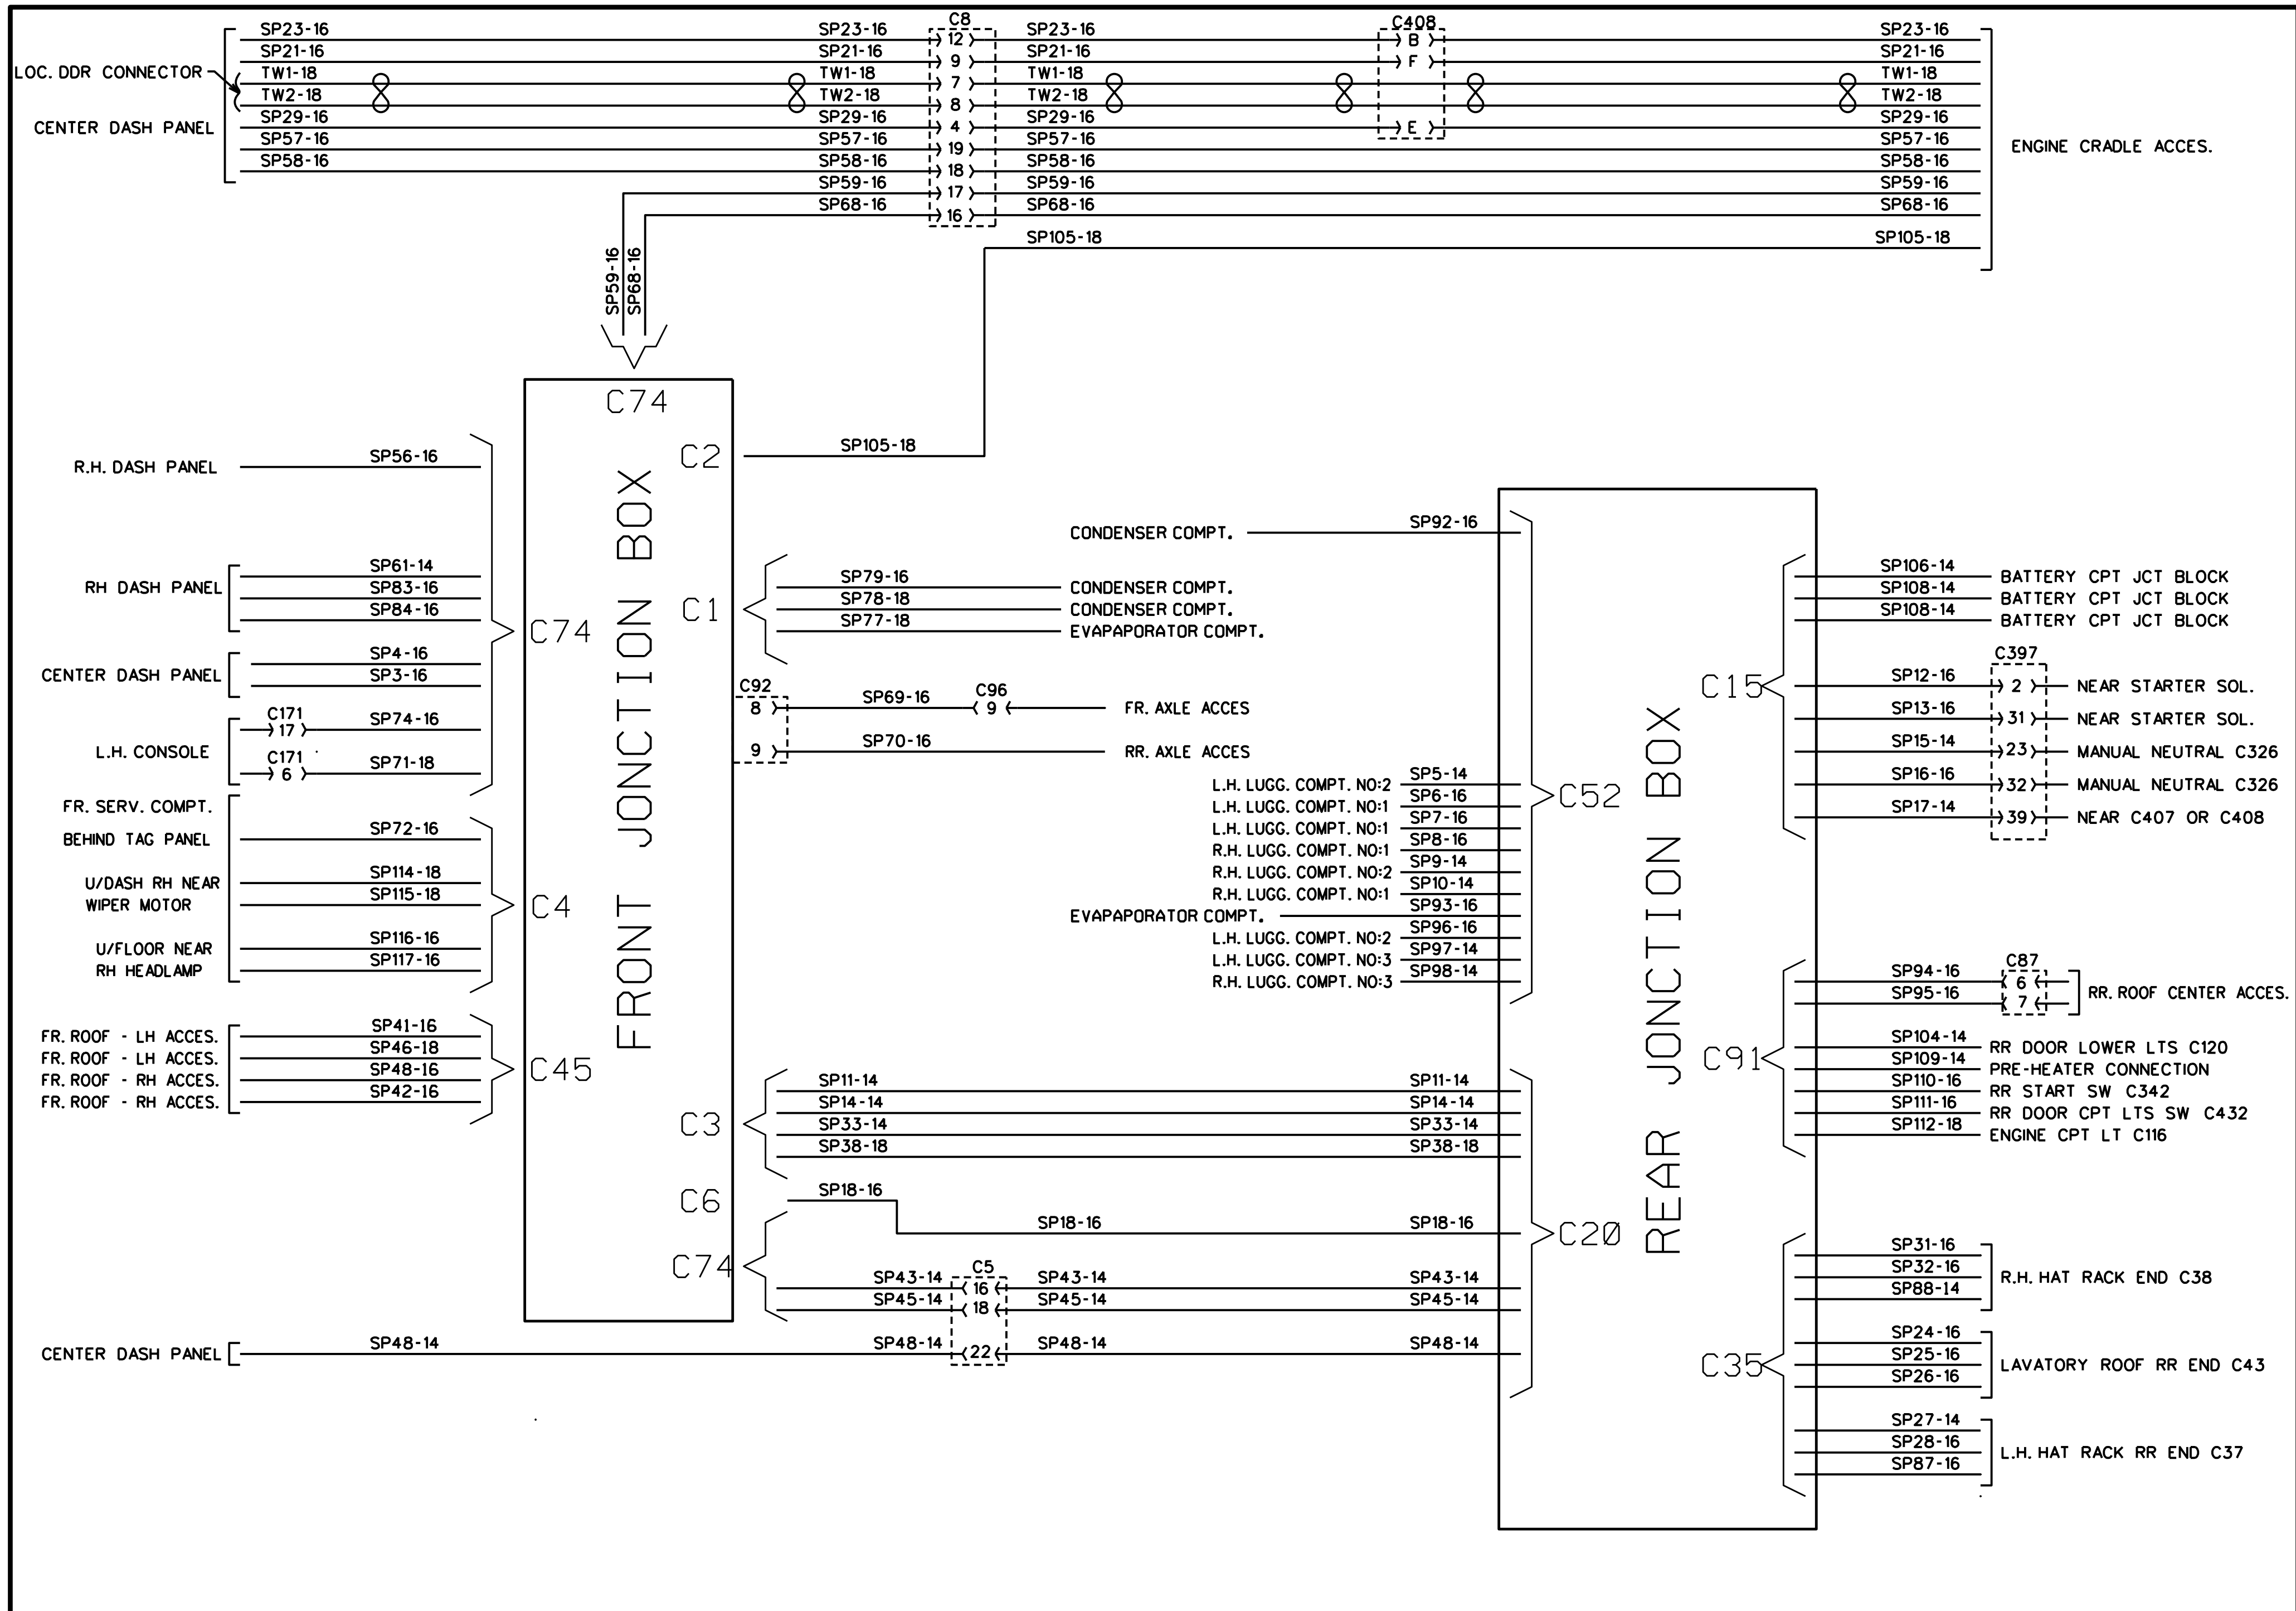 C8
C408
SP23-16 SP23-16 12 SP23-16 B SP23-16
SP21-16 SP21-16 9 SP21-16 F SP21-16
LOC. DDR CONNECTOR
TW1-18 TW1-18 7 TW1-18 TW1-18
TW2-18 TW2-18 8 TW2-18 TW2-18
CENTER DASH PANEL
SP29-16 SP29-16 4 SP29-16 E SP29-16
SP57-16 SP57-16 19 SP57-16 SP57-16
ENGINE CRADLE ACCES.
SP58-16 SP58-16 18 SP58-16 SP58-16
SP59-16 17 SP59-16 SP59-16
SP68-16 16 SP68-16 SP68-16
SP105-18 SP105-18
SP59-16
SP68-16
C74
FRONT JONCTION BOX
R.H. DASH PANEL SP56-16
RH DASH PANEL
SP61-14
SP83-16
SP84-16
C74
CENTER DASH PANEL
SP4-16
SP3-16
L.H. CONSOLE
C171 17 SP74-16
C171 6 SP71-18
FR. SERV. COMPT.
BEHIND TAG PANEL SP72-16
U/DASH RH NEAR SP114-18
WIPER MOTOR SP115-18
C4
U/FLOOR NEAR SP116-16
RH HEADLAMP SP117-16
FR. ROOF - LH ACCES. SP41-16
FR. ROOF - LH ACCES. SP46-18
FR. ROOF - RH ACCES. SP48-16
FR. ROOF - RH ACCES. SP42-16
C45
C2 SP105-18
C1
SP79-16 CONDENSER COMPT.
SP78-18 CONDENSER COMPT.
SP77-18 EVAPAPORATOR COMPT.
C92
8 SP69-16 C96 9 FR. AXLE ACCES
9 SP70-16 RR. AXLE ACCES
CONDENSER COMPT. SP92-16
L.H. LUGG. COMPT. NO:2 SP5-14
L.H. LUGG. COMPT. NO:1 SP6-16
L.H. LUGG. COMPT. NO:1 SP7-16
R.H. LUGG. COMPT. NO:1 SP8-16
R.H. LUGG. COMPT. NO:2 SP9-14
R.H. LUGG. COMPT. NO:1 SP10-14
EVAPAPORATOR COMPT. SP93-16
L.H. LUGG. COMPT. NO:2 SP96-16
L.H. LUGG. COMPT. NO:3 SP97-14
R.H. LUGG. COMPT. NO:3 SP98-14
C52
REAR JONCTION BOX
C3
SP11-14 SP11-14
SP14-14 SP14-14
SP33-14 SP33-14
SP38-18 SP38-18
C6 SP18-16 SP18-16 SP18-16
C20
C74
C5
SP43-14 16 SP43-14 SP43-14
SP45-14 18 SP45-14 SP45-14
CENTER DASH PANEL SP48-14 SP48-14 22 SP48-14 SP48-14
C15
SP106-14 BATTERY CPT JCT BLOCK
SP108-14 BATTERY CPT JCT BLOCK
SP108-14 BATTERY CPT JCT BLOCK
C397
SP12-16 2 NEAR STARTER SOL.
SP13-16 31 NEAR STARTER SOL.
SP15-14 23 MANUAL NEUTRAL C326
SP16-16 32 MANUAL NEUTRAL C326
SP17-14 39 NEAR C407 OR C408
C91
C87
SP94-16 6
SP95-16 7
RR. ROOF CENTER ACCES.
SP104-14 RR DOOR LOWER LTS C120
SP109-14 PRE-HEATER CONNECTION
SP110-16 RR START SW C342
SP111-16 RR DOOR CPT LTS SW C432
SP112-18 ENGINE CPT LT C116
C35
SP31-16
SP32-16
SP88-14
R.H. HAT RACK END C38
SP24-16
SP25-16
SP26-16
LAVATORY ROOF RR END C43
SP27-14
SP28-16
SP87-16
L.H. HAT RACK RR END C37